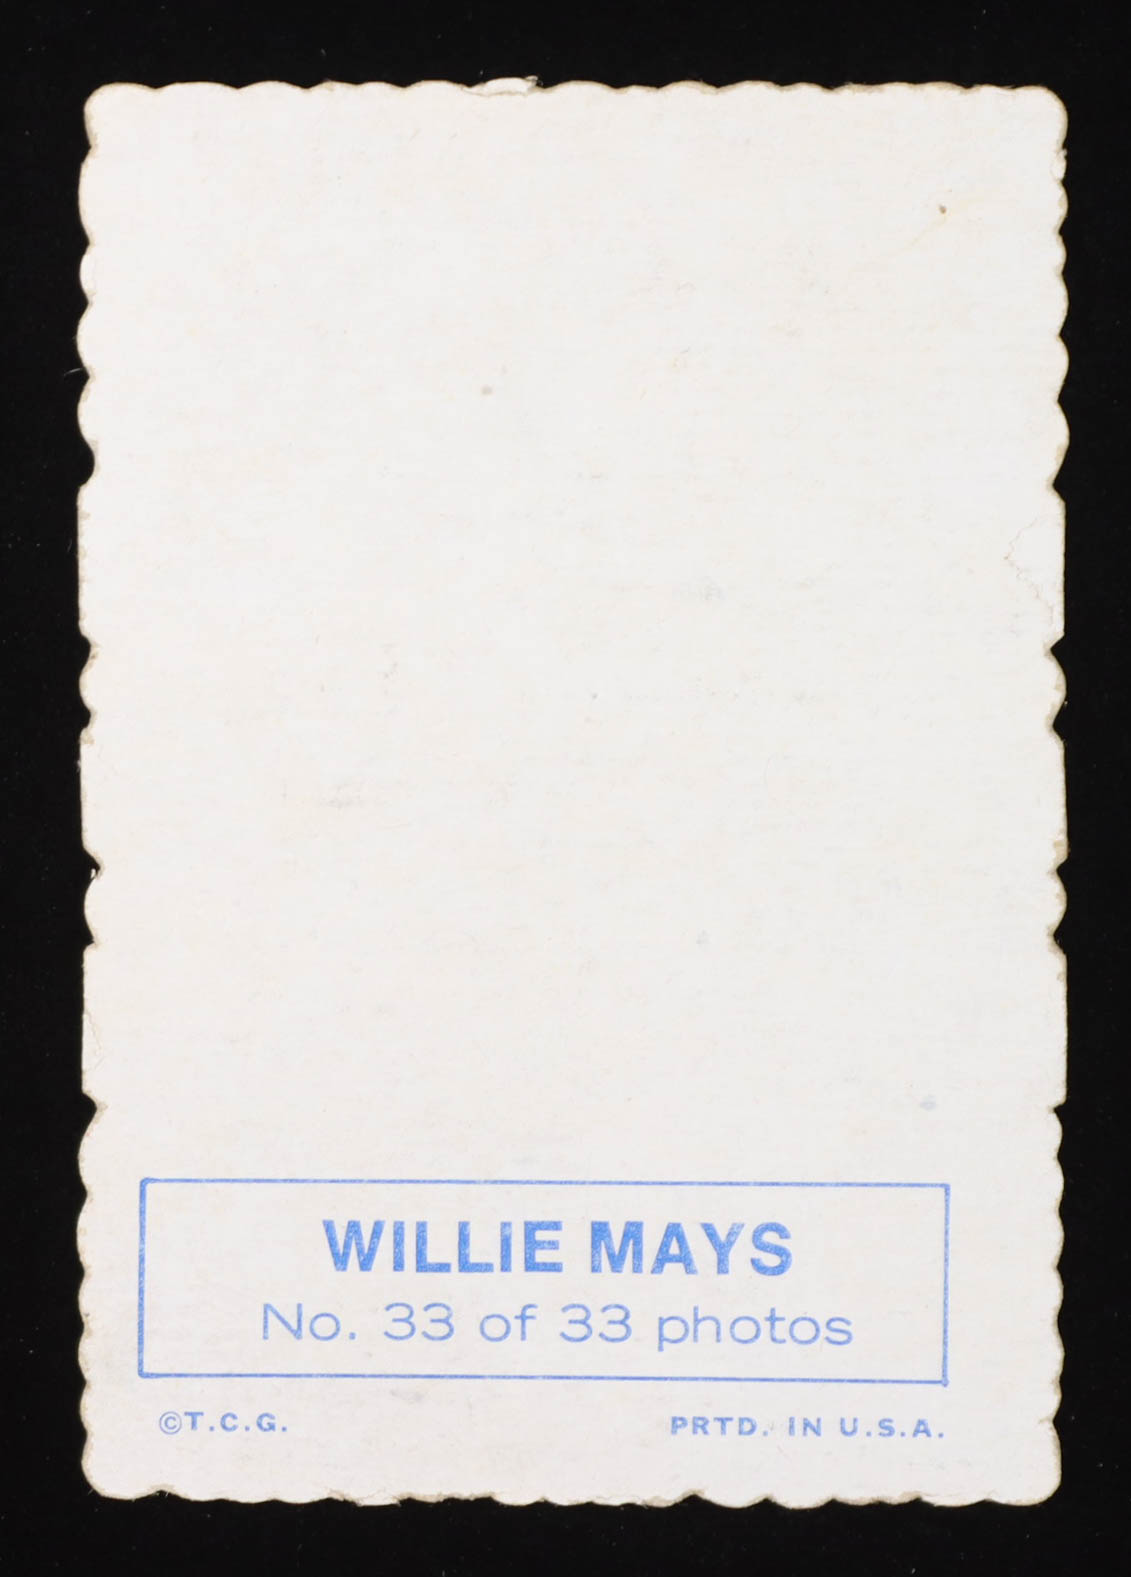 WILLIE MAYS
No. 33 of 33 photos
©T.C.G.
PRTD. IN U.S.A.